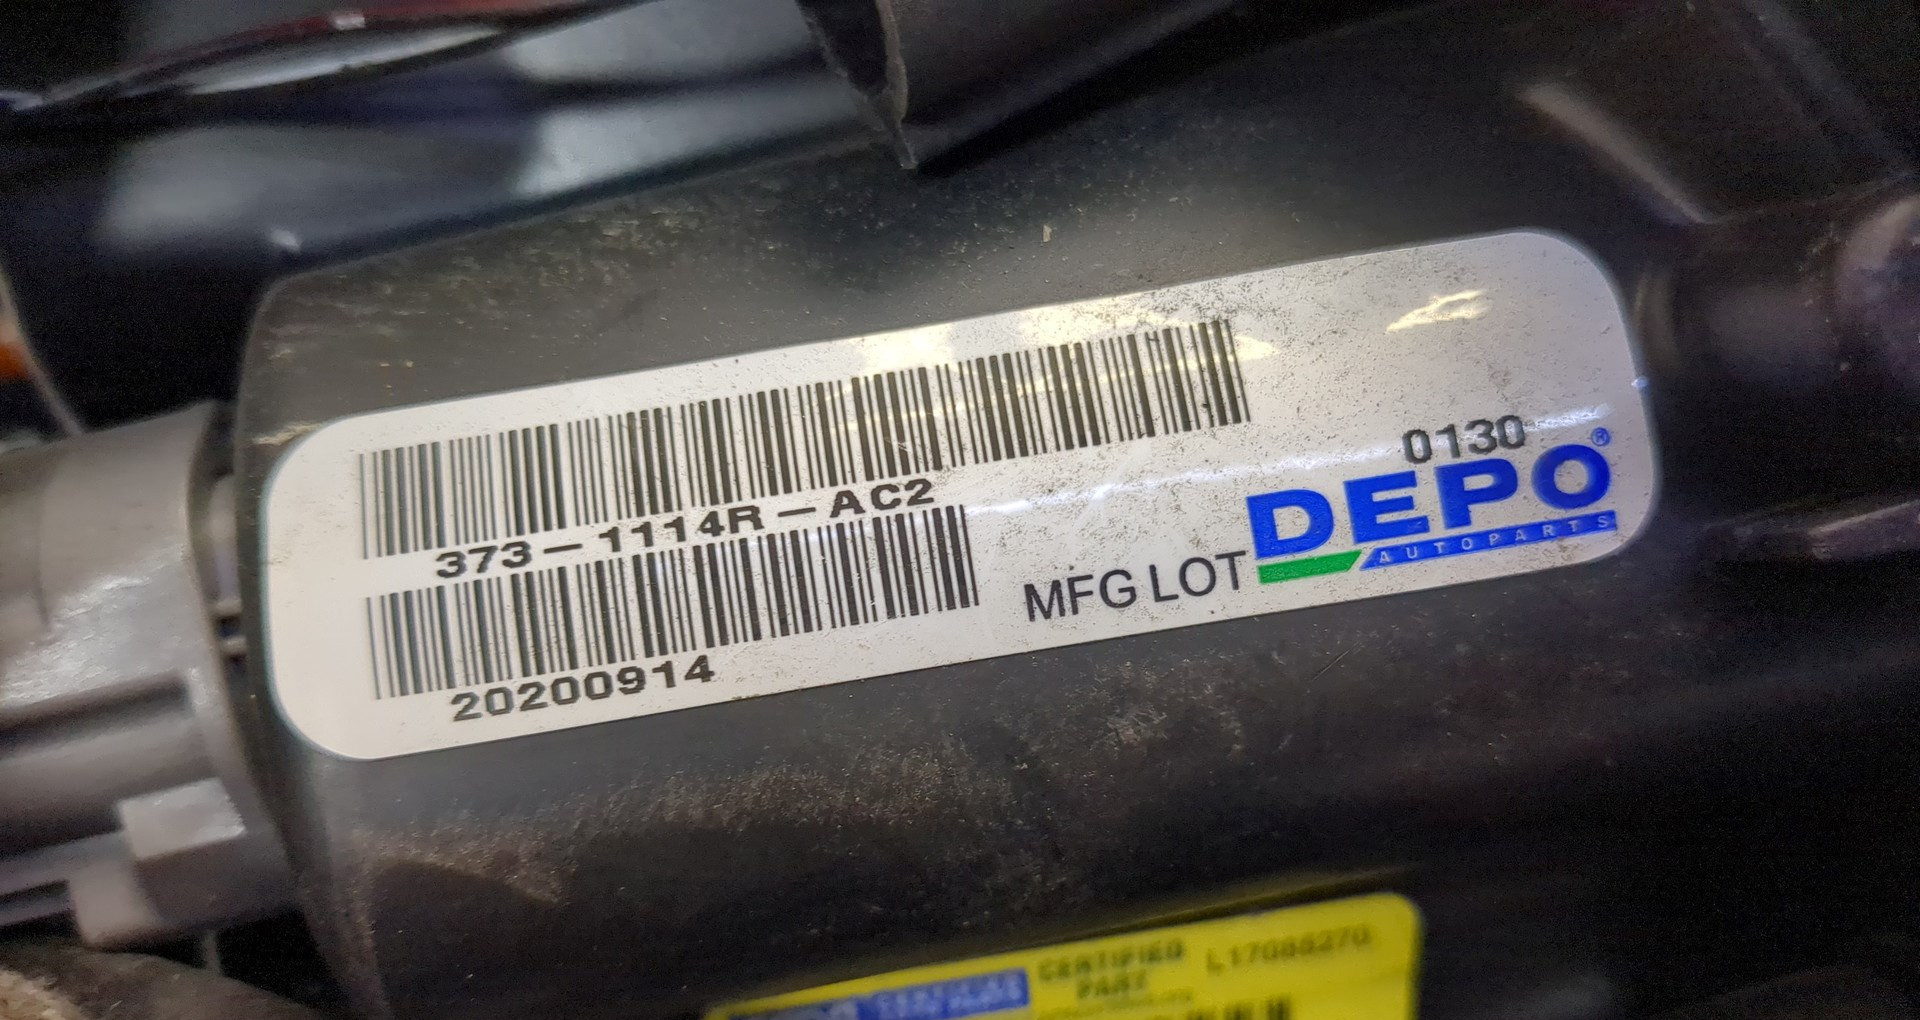 373-1114R-AC2
20200914
0130
DEPO®
AUTOPARTS
MFG LOT
CERTIFIED
PART